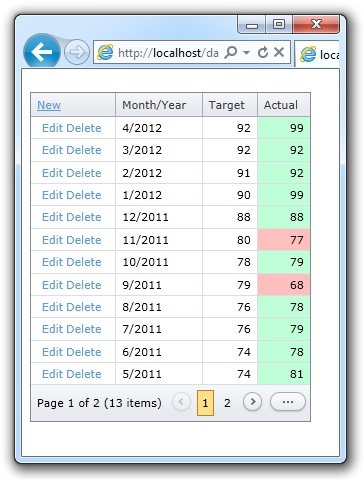 http://localhost/da
loca
New Month/Year Target Actual
Edit Delete 4/2012 92 99
Edit Delete 3/2012 92 92
Edit Delete 2/2012 91 92
Edit Delete 1/2012 90 99
Edit Delete 12/2011 88 88
Edit Delete 11/2011 80 77
Edit Delete 10/2011 78 79
Edit Delete 9/2011 79 68
Edit Delete 8/2011 76 78
Edit Delete 7/2011 76 79
Edit Delete 6/2011 74 78
Edit Delete 5/2011 74 81
Page 1 of 2 (13 items) 1 2 ...